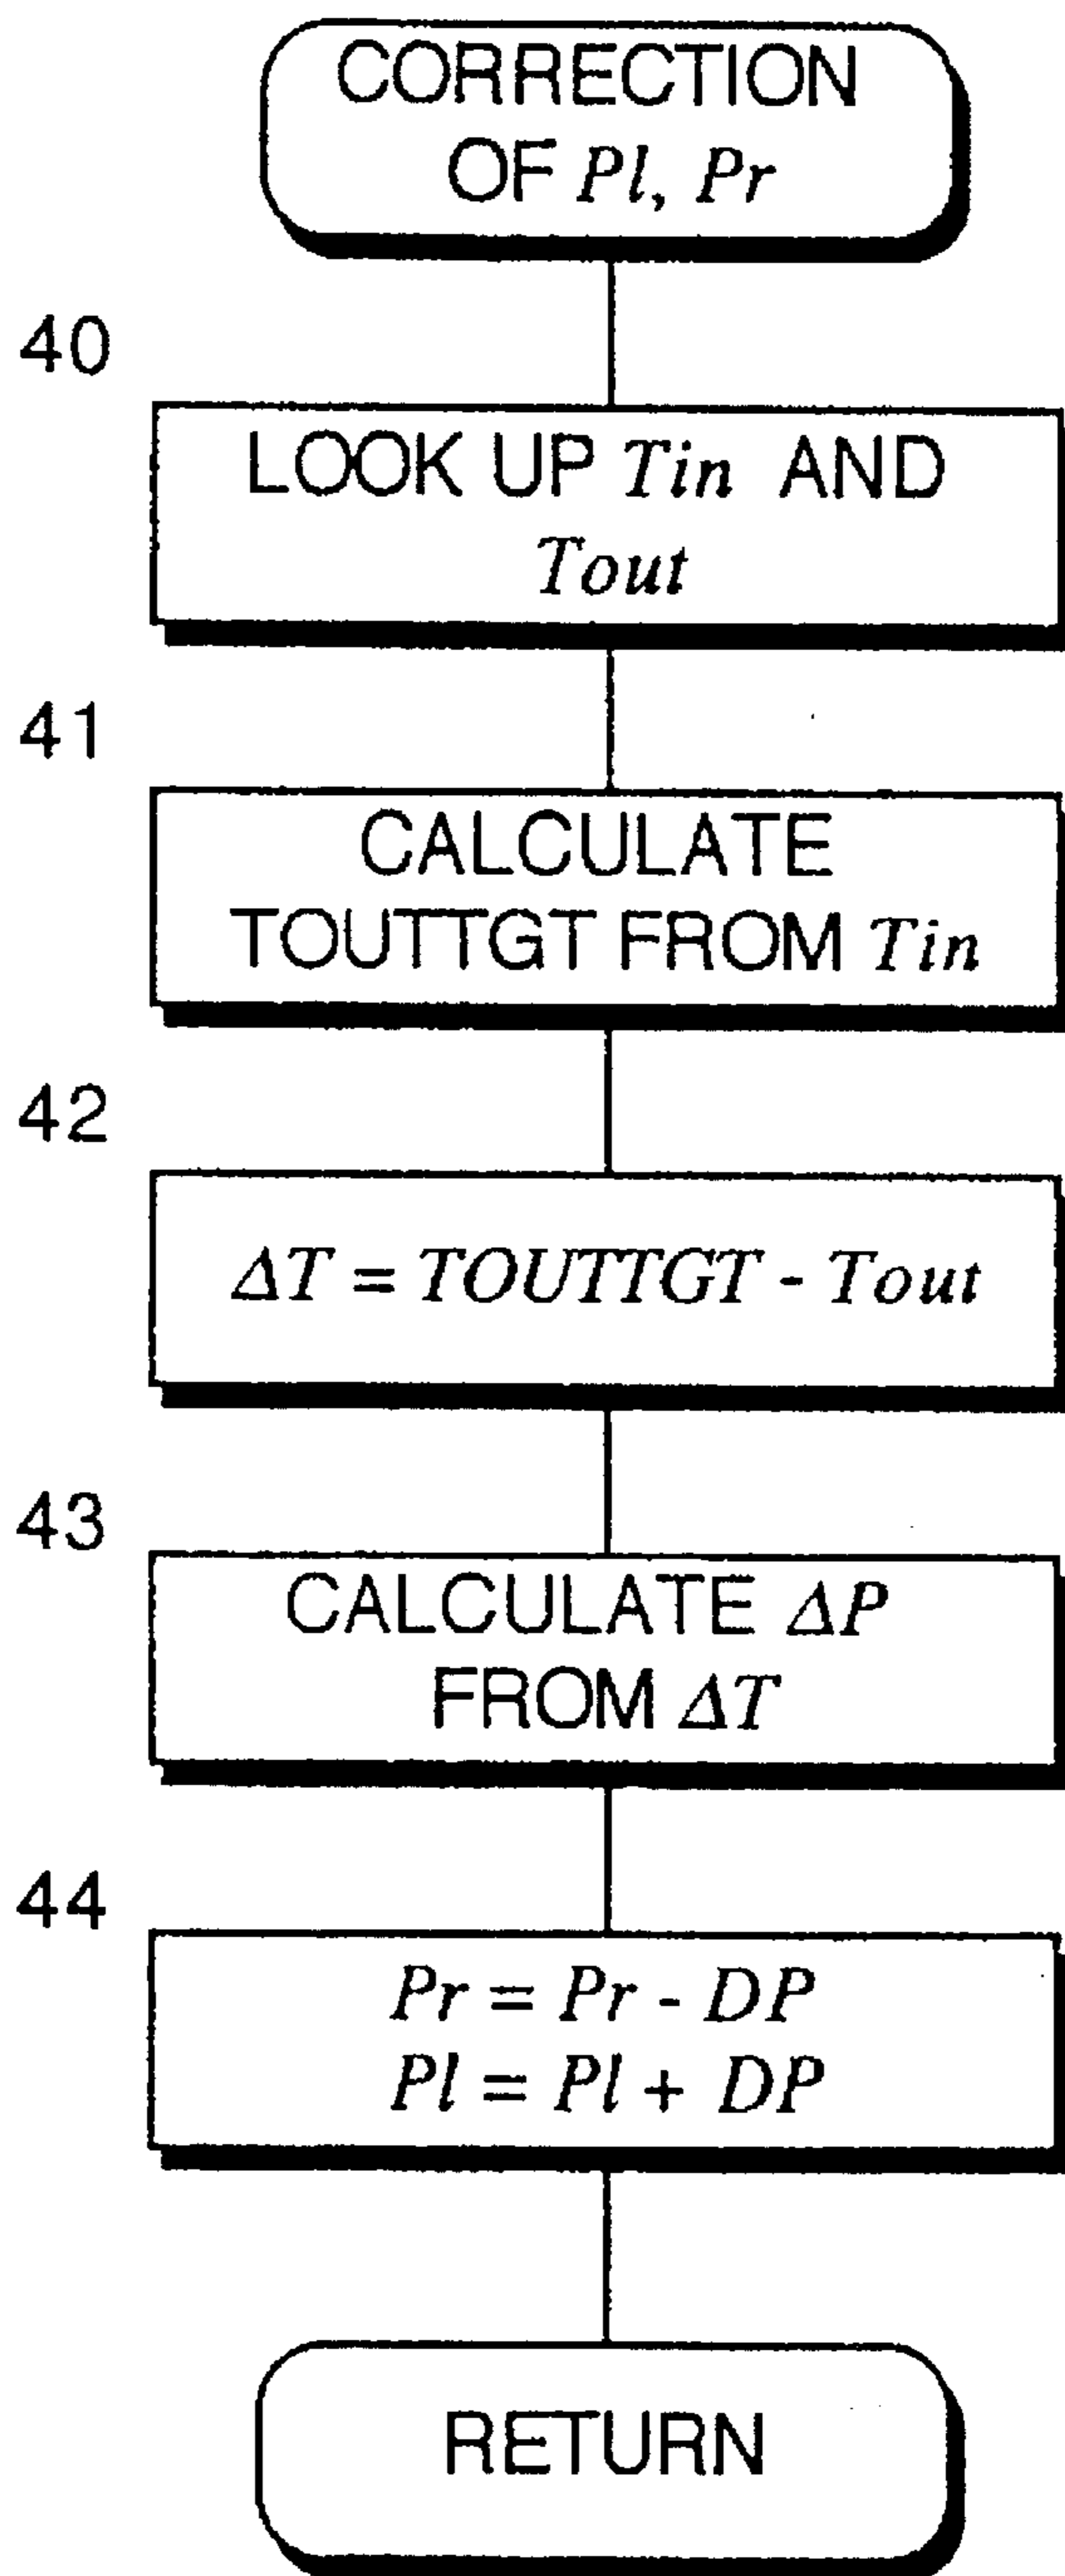 CORRECTION
OF Pl, Pr
40
LOOK UP Tin AND
Tout
41
CALCULATE
TOUTTGT FROM Tin
42
ΔT = TOUTTGT - Tout
43
CALCULATE ΔP
FROM ΔT
44
Pr = Pr - DP
Pl = Pl + DP
RETURN